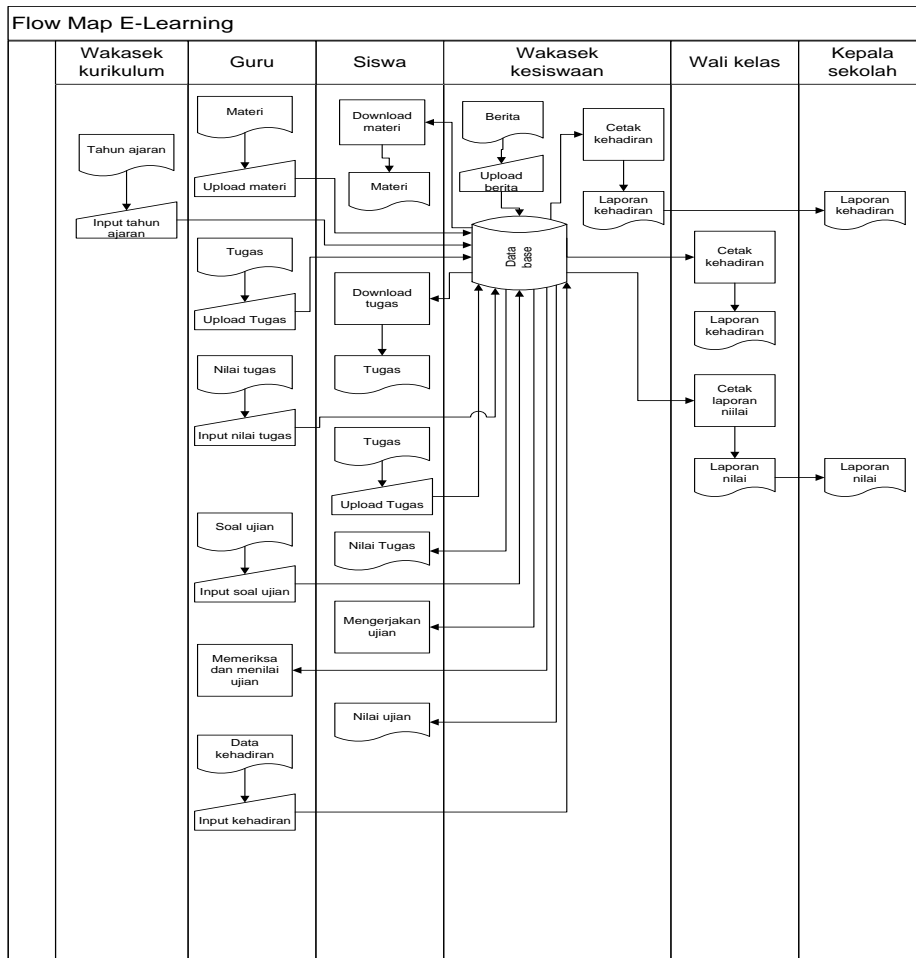 Flow Map E-Learning
Wakasek
kurikulum
Guru
Siswa
Wakasek
kesiswaan
Wali kelas
Kepala
sekolah
Tahun ajaran
Input tahun
ajaran
Materi
Upload materi
Tugas
Upload Tugas
Nilai tugas
Input nilai tugas
Soal ujian
Input soal ujian
Memeriksa
dan menilai
ujian
Data
kehadiran
Input kehadiran
Download
materi
Materi
Download
tugas
Tugas
Tugas
Upload Tugas
Nilai Tugas
Mengerjakan
ujian
Nilai ujian
Berita
Upload
berita
Data
base
Cetak
kehadiran
Laporan
kehadiran
Cetak
kehadiran
Laporan
kehadiran
Cetak
laporan
niilai
Laporan
nilai
Laporan
kehadiran
Laporan
nilai